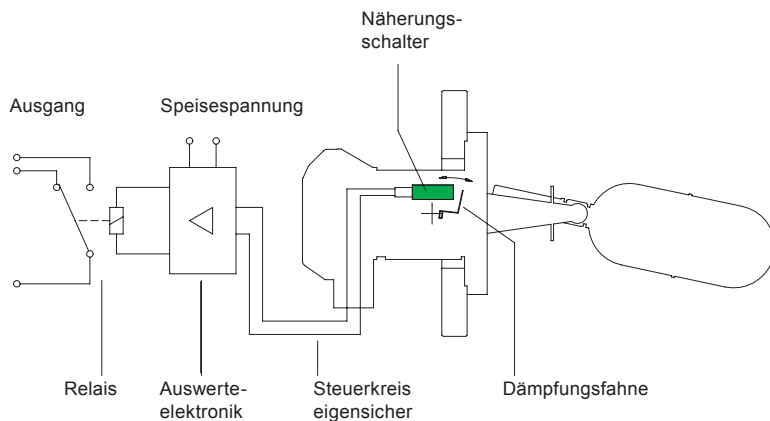 Näherungs-
schalter
Ausgang
Speisespannung
Relais
Auswerte-
elektronik
Steuerkreis
eigensicher
Dämpfungsfahne